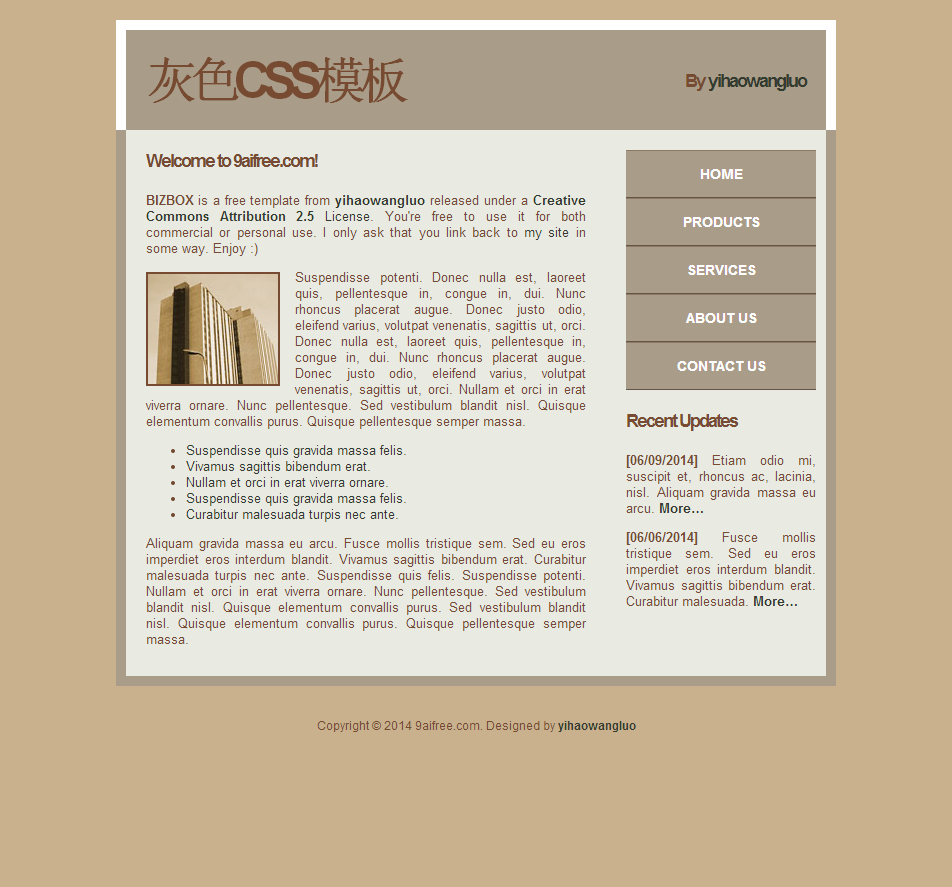 灰色CSS模板
By yihaowangluo
Welcome to 9aifree.com!
BIZBOX is a free template from yihaowangluo released under a Creative
Commons Attribution 2.5 License. You're free to use it for both
commercial or personal use. I only ask that you link back to my site in
some way. Enjoy :)
Suspendisse potenti. Donec nulla est, laoreet
quis, pellentesque in, congue in, dui. Nunc
rhoncus placerat augue. Donec justo odio,
eleifend varius, volutpat venenatis, sagittis ut, orci.
Donec nulla est, laoreet quis, pellentesque in,
congue in, dui. Nunc rhoncus placerat augue.
Donec justo odio, eleifend varius, volutpat
venenatis, sagittis ut, orci. Nullam et orci in erat
viverra ornare. Nunc pellentesque. Sed vestibulum blandit nisl. Quisque
elementum convallis purus. Quisque pellentesque semper massa.
• Suspendisse quis gravida massa felis.
• Vivamus sagittis bibendum erat.
• Nullam et orci in erat viverra ornare.
• Suspendisse quis gravida massa felis.
• Curabitur malesuada turpis nec ante.
Aliquam gravida massa eu arcu. Fusce mollis tristique sem. Sed eu eros
imperdiet eros interdum blandit. Vivamus sagittis bibendum erat. Curabitur
malesuada turpis nec ante. Suspendisse quis felis. Suspendisse potenti.
Nullam et orci in erat viverra ornare. Nunc pellentesque. Sed vestibulum
blandit nisl. Quisque elementum convallis purus. Sed vestibulum blandit
nisl. Quisque elementum convallis purus. Quisque pellentesque semper
massa.
HOME
PRODUCTS
SERVICES
ABOUT US
CONTACT US
Recent Updates
[06/09/2014] Etiam odio mi,
suscipit et, rhoncus ac, lacinia,
nisl. Aliquam gravida massa eu
arcu. More...
[06/06/2014] Fusce mollis
tristique sem. Sed eu eros
imperdiet eros interdum blandit.
Vivamus sagittis bibendum erat.
Curabitur malesuada. More...
Copyright © 2014 9aifree.com. Designed by yihaowangluo